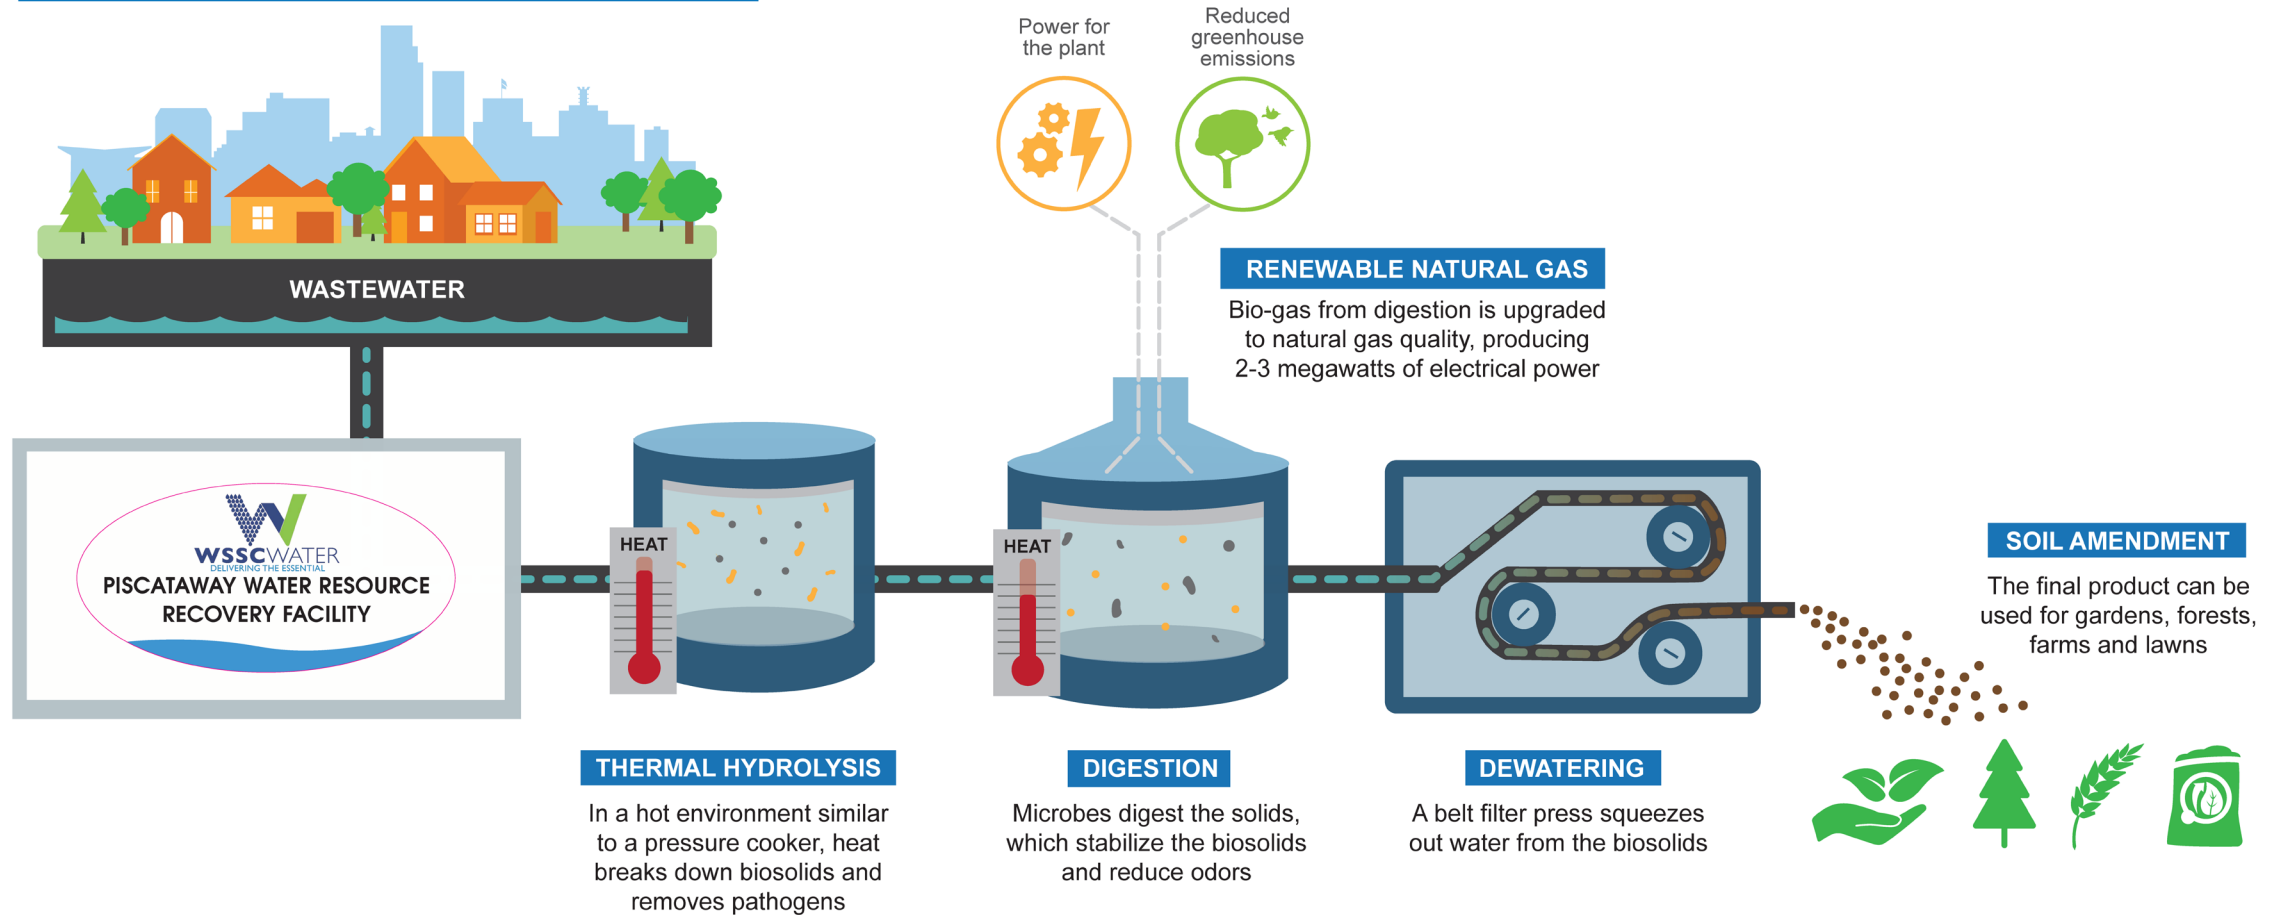 Power for
the plant
Reduced
greenhouse
emissions
WASTEWATER
RENEWABLE NATURAL GAS
Bio-gas from digestion is upgraded
to natural gas quality, producing
2-3 megawatts of electrical power
WSSCWATER
DELIVERING THE ESSENTIAL
PISCATAWAY WATER RESOURCE
RECOVERY FACILITY
HEAT
HEAT
SOIL AMENDMENT
The final product can be
used for gardens, forests,
farms and lawns
THERMAL HYDROLYSIS
In a hot environment similar
to a pressure cooker, heat
breaks down biosolids and
removes pathogens
DIGESTION
Microbes digest the solids,
which stabilize the biosolids
and reduce odors
DEWATERING
A belt filter press squeezes
out water from the biosolids